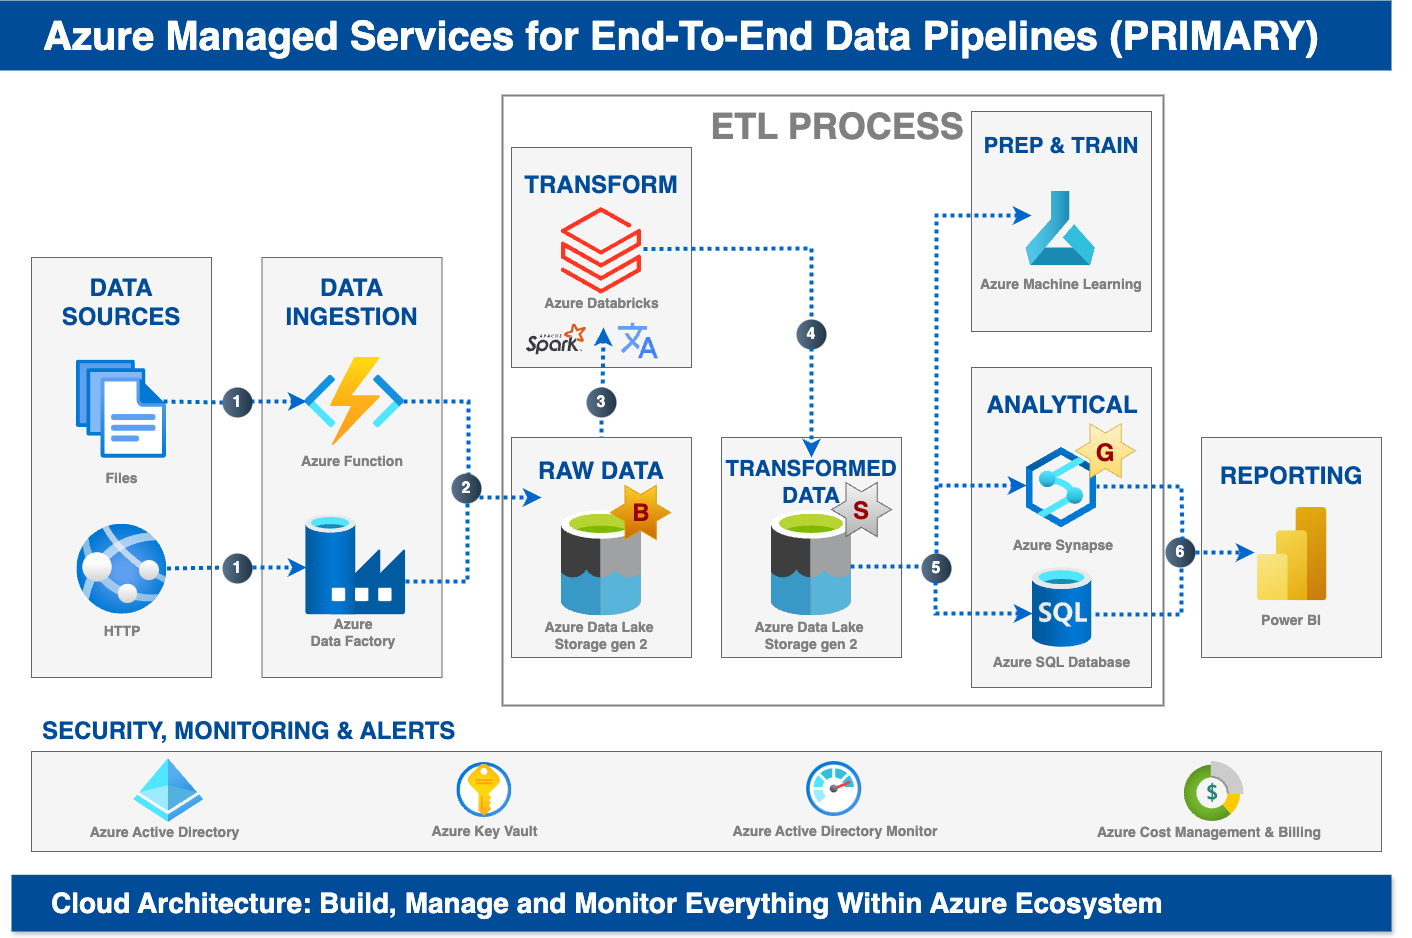 Azure Managed Services for End-To-End Data Pipelines (PRIMARY)
ETL PROCESS
DATA
SOURCES
1
Files
1
HTTP
DATA
INGESTION
Azure Function
Azure
Data Factory
2
TRANSFORM
Azure Databricks
APACHE
Spark
文A
3
4
RAW DATA
B
Azure Data Lake
Storage gen 2
TRANSFORMED
DATA
S
Azure Data Lake
Storage gen 2
5
PREP & TRAIN
Azure Machine Learning
ANALYTICAL
G
Azure Synapse
SQL
Azure SQL Database
6
REPORTING
Power BI
SECURITY, MONITORING & ALERTS
Azure Active Directory
Azure Key Vault
Azure Active Directory Monitor
$
Azure Cost Management & Billing
Cloud Architecture: Build, Manage and Monitor Everything Within Azure Ecosystem